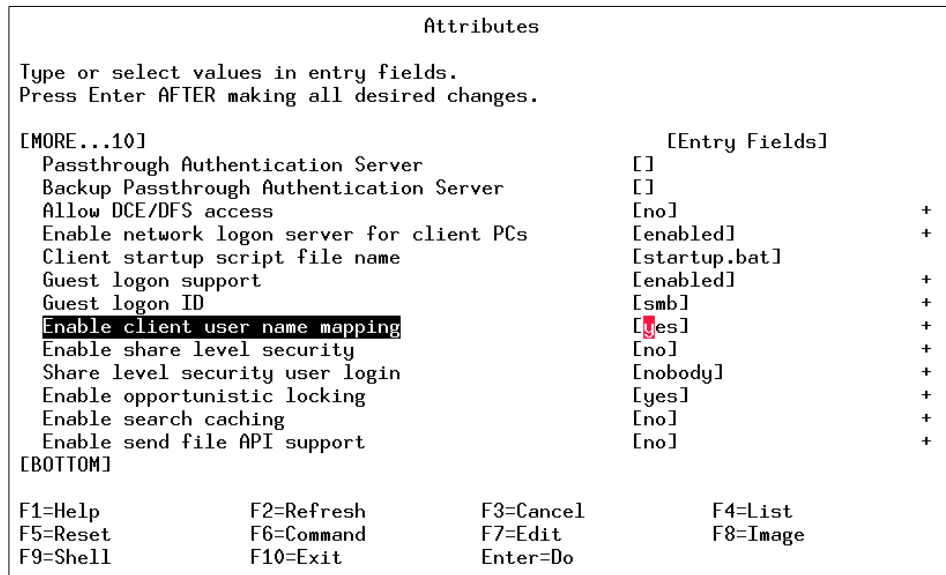 Attributes
Type or select values in entry fields.
Press Enter AFTER making all desired changes.
[MORE...10] [Entry Fields]
Passthrough Authentication Server []
Backup Passthrough Authentication Server []
Allow DCE/DFS access [no] +
Enable network logon server for client PCs [enabled] +
Client startup script file name [startup.bat]
Guest logon support [enabled] +
Guest logon ID [smb] +
Enable client user name mapping [yes] +
Enable share level security [no] +
Share level security user login [nobody] +
Enable opportunistic locking [yes] +
Enable search caching [no] +
Enable send file API support [no] +
[BOTTOM]
F1=Help F2=Refresh F3=Cancel F4=List
F5=Reset F6=Command F7=Edit F8=Image
F9=Shell F10=Exit Enter=Do